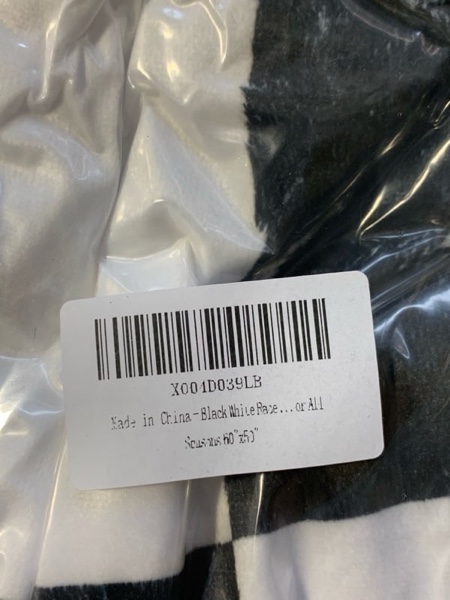 X004D039LB
Made in China-Black White Race...or All
Seasons 60"x50"